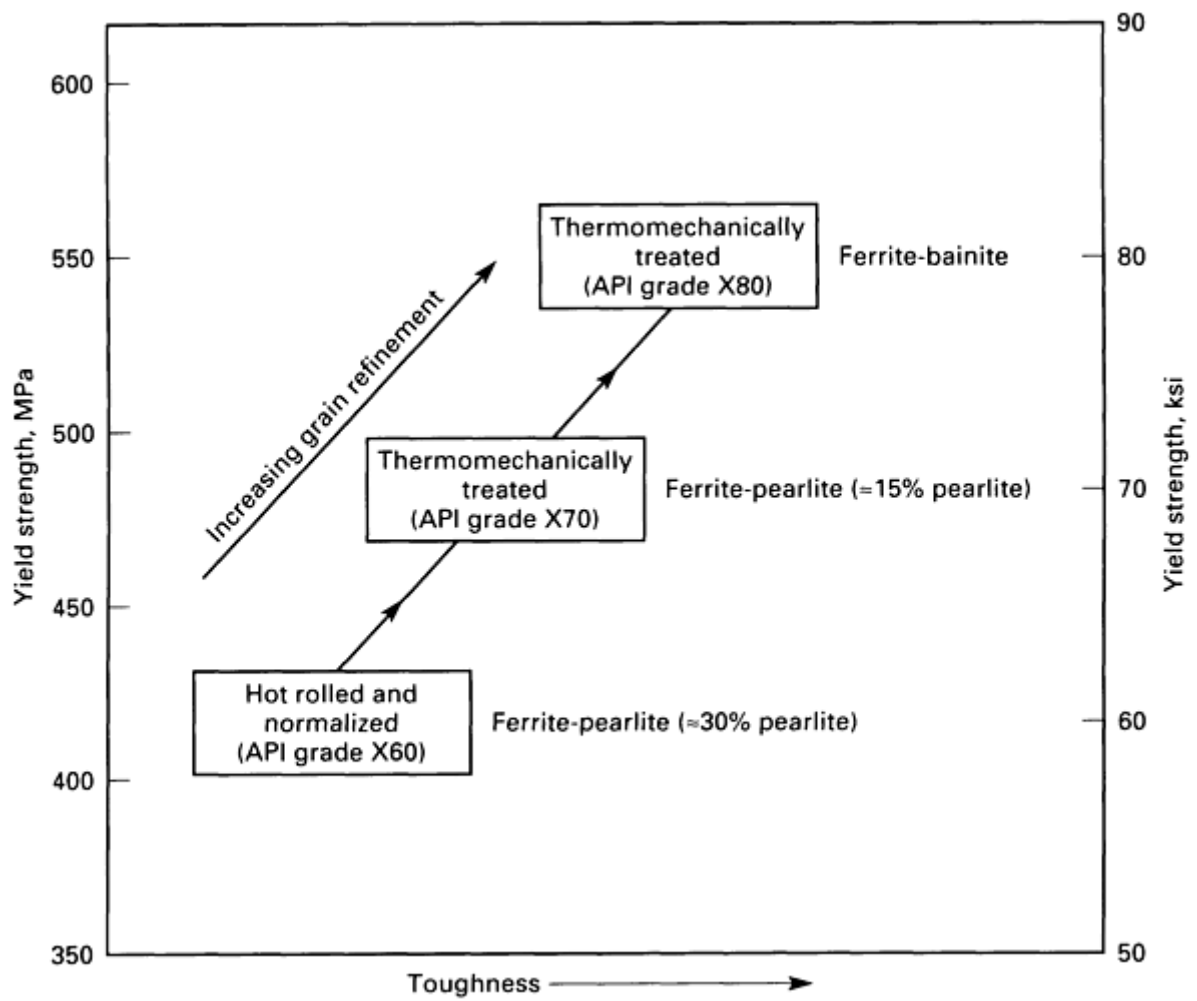 600
550
500
450
400
350
Yield strength, MPa
90
80
70
60
50
Yield strength, ksi
Increasing grain refinement
Thermomechanically
treated
(API grade X80)
Ferrite-bainite
Thermomechanically
treated
(API grade X70)
Ferrite-pearlite (≈15% pearlite)
Hot rolled and
normalized
(API grade X60)
Ferrite-pearlite (≈30% pearlite)
Toughness